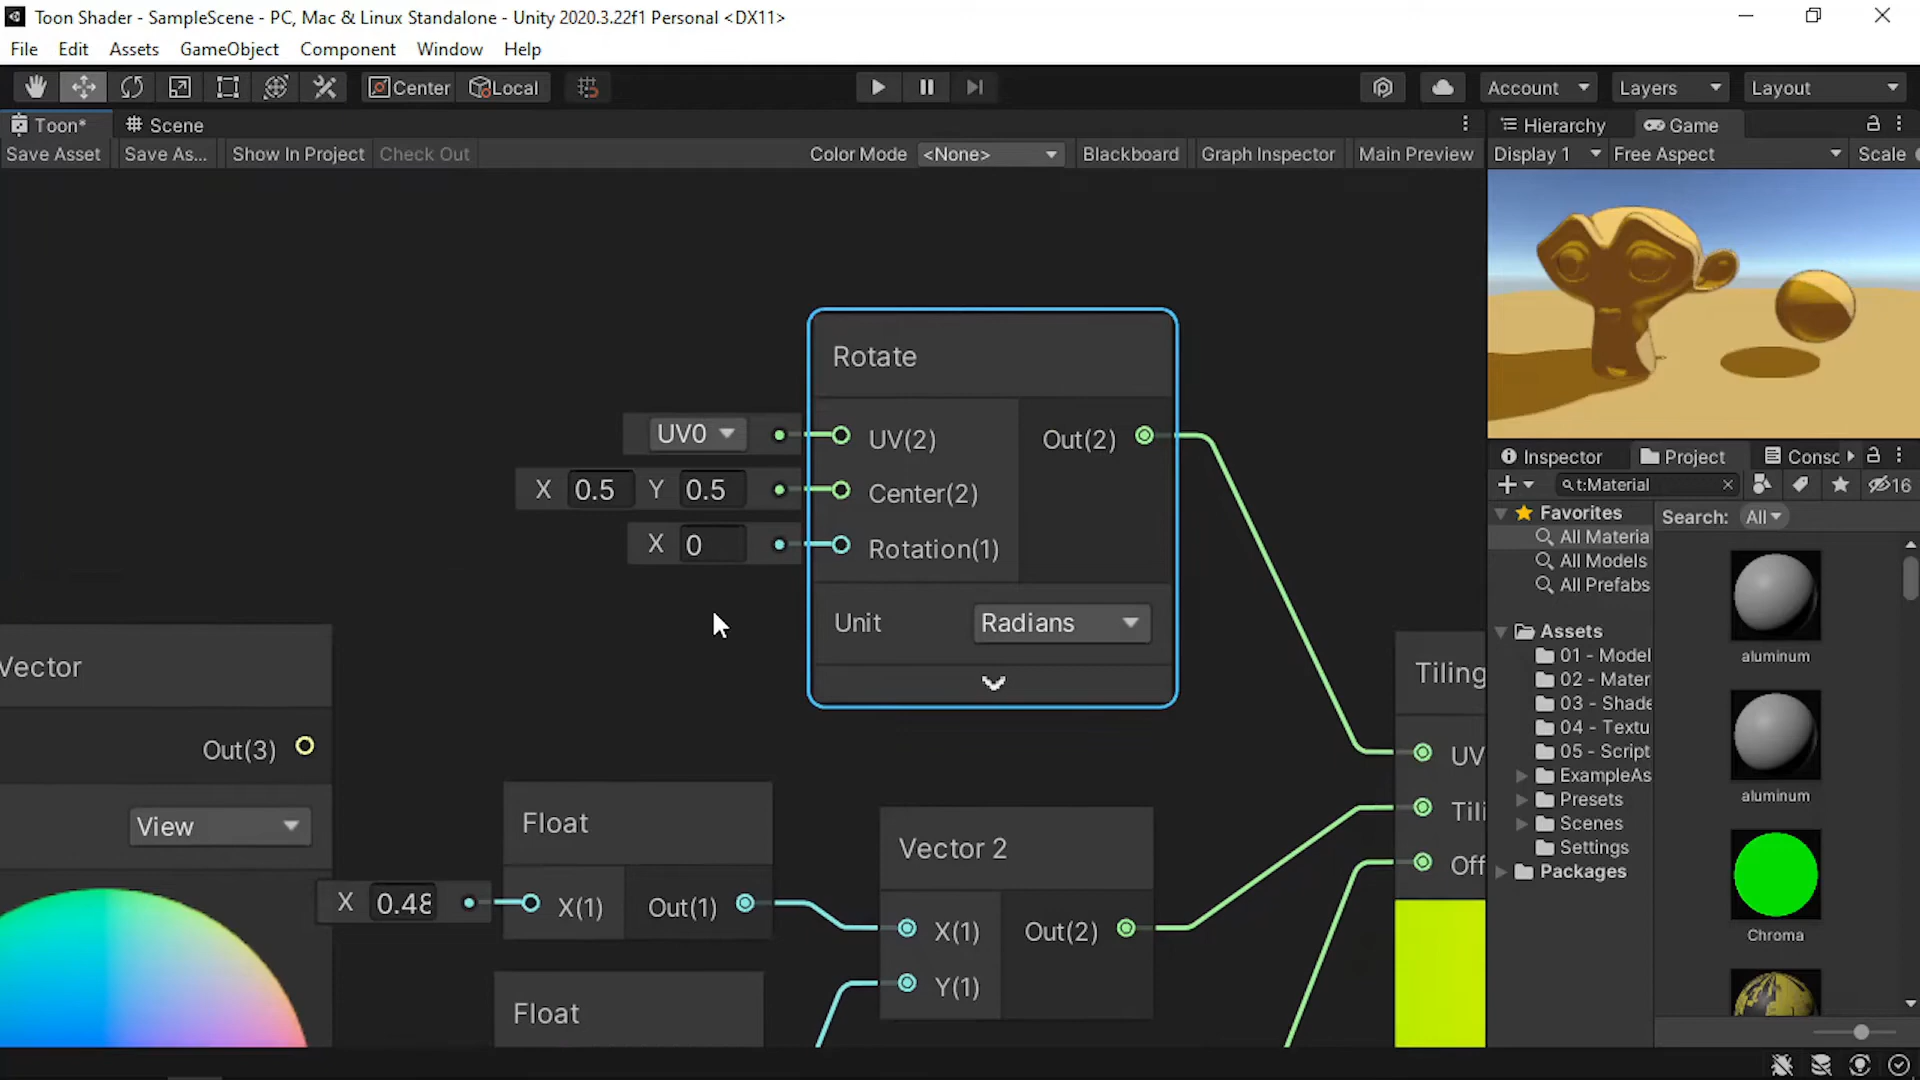 Toon Shader - SampleScene - PC, Mac & Linux Standalone - Unity 2020.3.22f1 Personal <DX11>
File Edit Assets GameObject Component Window Help
Center Local Account Layers Layout
Toon* Scene Hierarchy Game
Save Asset Save As... Show In Project Check Out Color Mode <None> Blackboard Graph Inspector Main Preview Display 1 Free Aspect Scale
Rotate
UV0 UV(2) Out(2)
X 0.5 Y 0.5 Center(2)
X 0 Rotation(1)
Unit Radians
Vector
Out(3)
View
Float
X 0.48 X(1) Out(1)
Float
Vector 2
X(1) Out(2)
Y(1)
Tiling
UV
Tili
Off
Inspector Project Consc
t:Material 16
Favorites Search: All
All Materia
All Models
All Prefabs
Assets
01 - Model
02 - Mater
03 - Shade
04 - Textu
05 - Script
ExampleAs
Presets
Scenes
Settings
Packages
aluminum
aluminum
Chroma